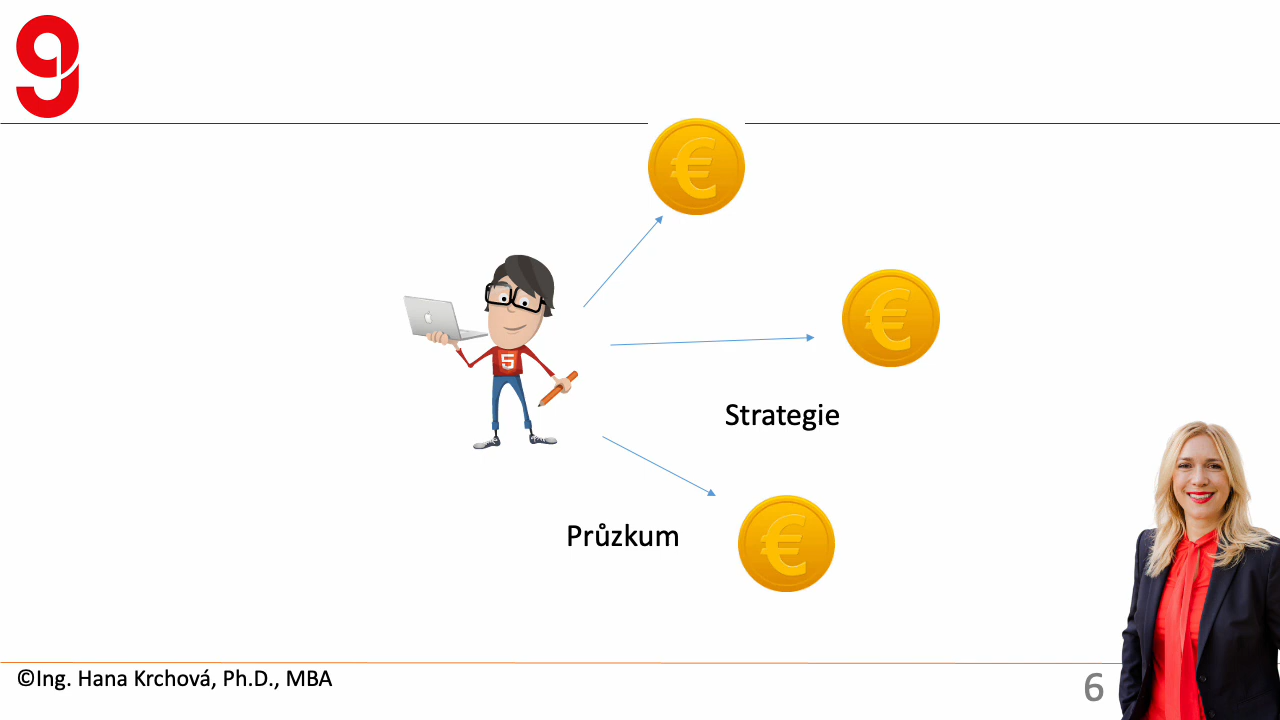 Strategie
Průzkum
©Ing. Hana Krchová, Ph.D., MBA
6